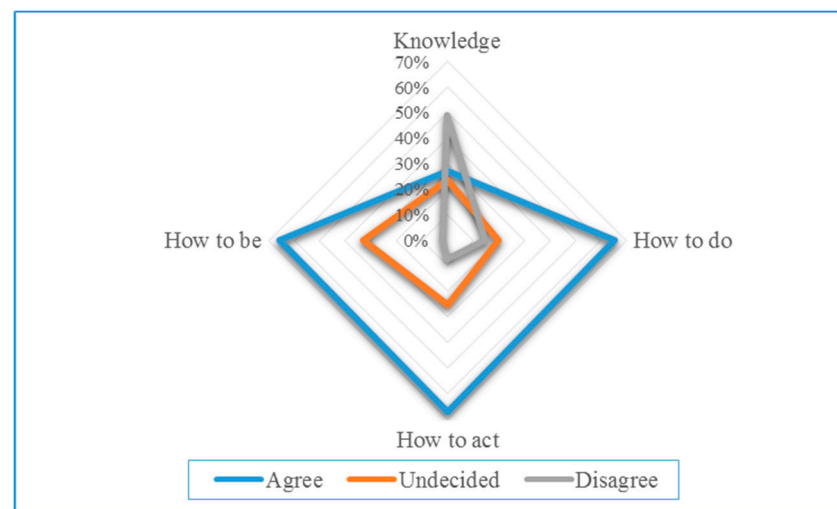 Knowledge
70%
60%
50%
40%
30%
20%
10%
0%
How to be
How to do
How to act
Agree Undecided Disagree